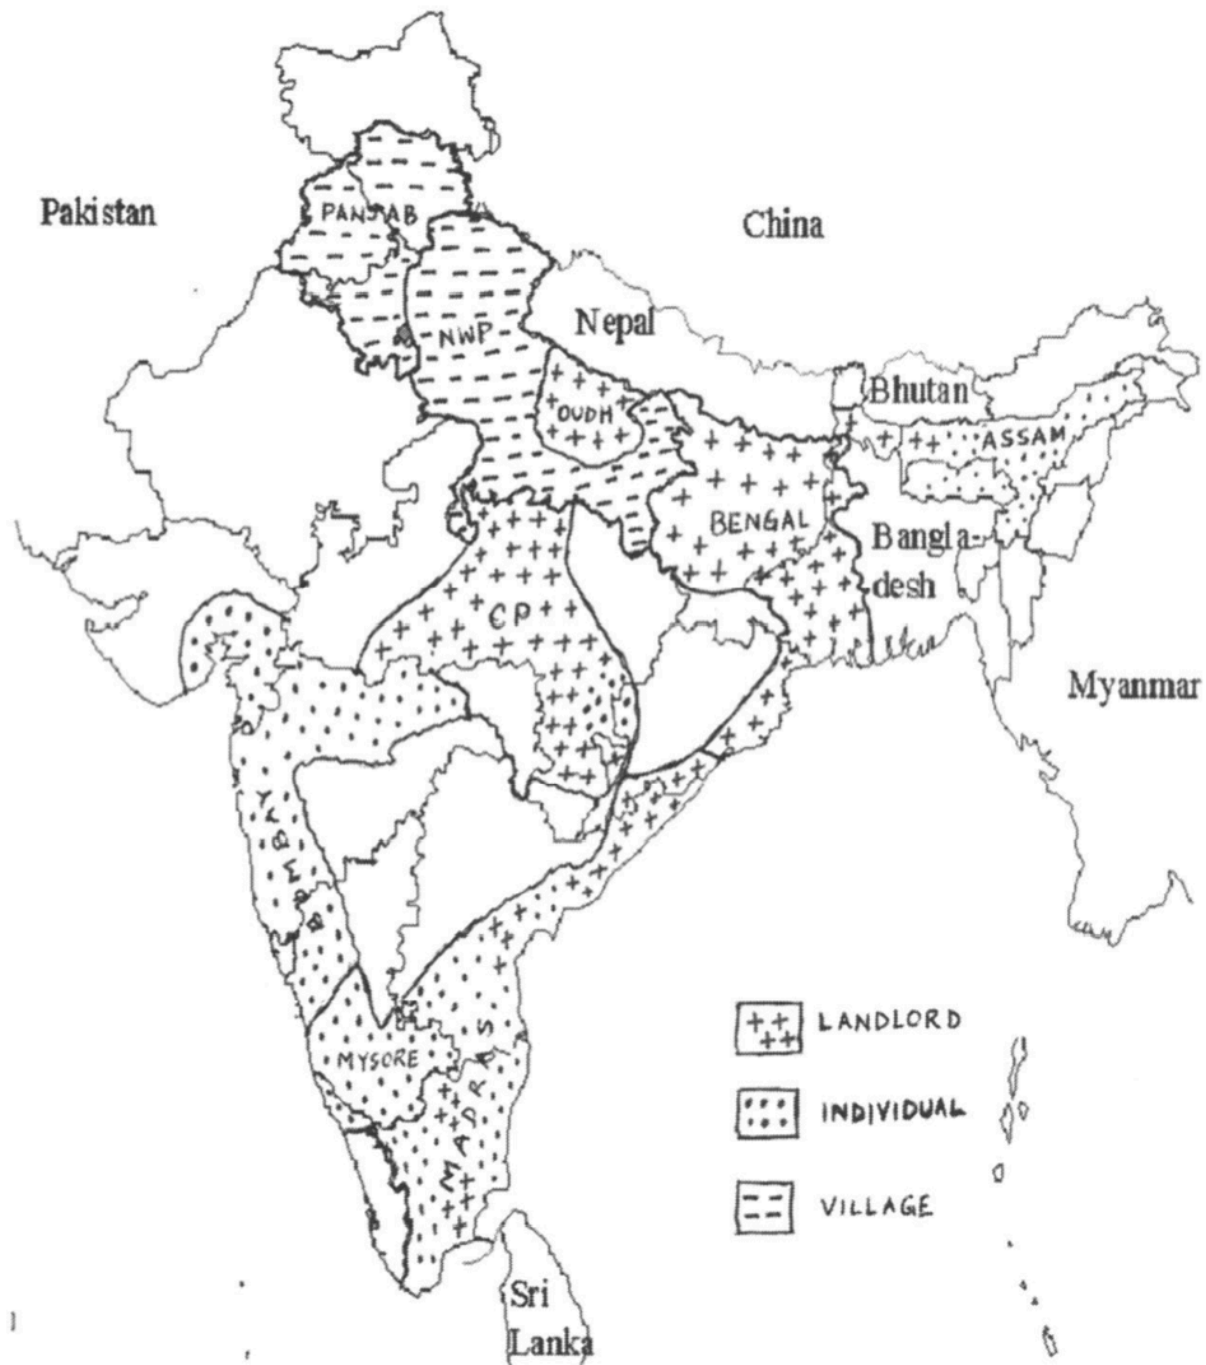 Pakistan
PANJAB
China
NWP
Nepal
OUDH
Bhutan
ASSAM
BENGAL
Bangla-
desh
CP
Myanmar
BOMBAY
MYSORE
MADRAS
LANDLORD
INDIVIDUAL
VILLAGE
Sri
Lanka